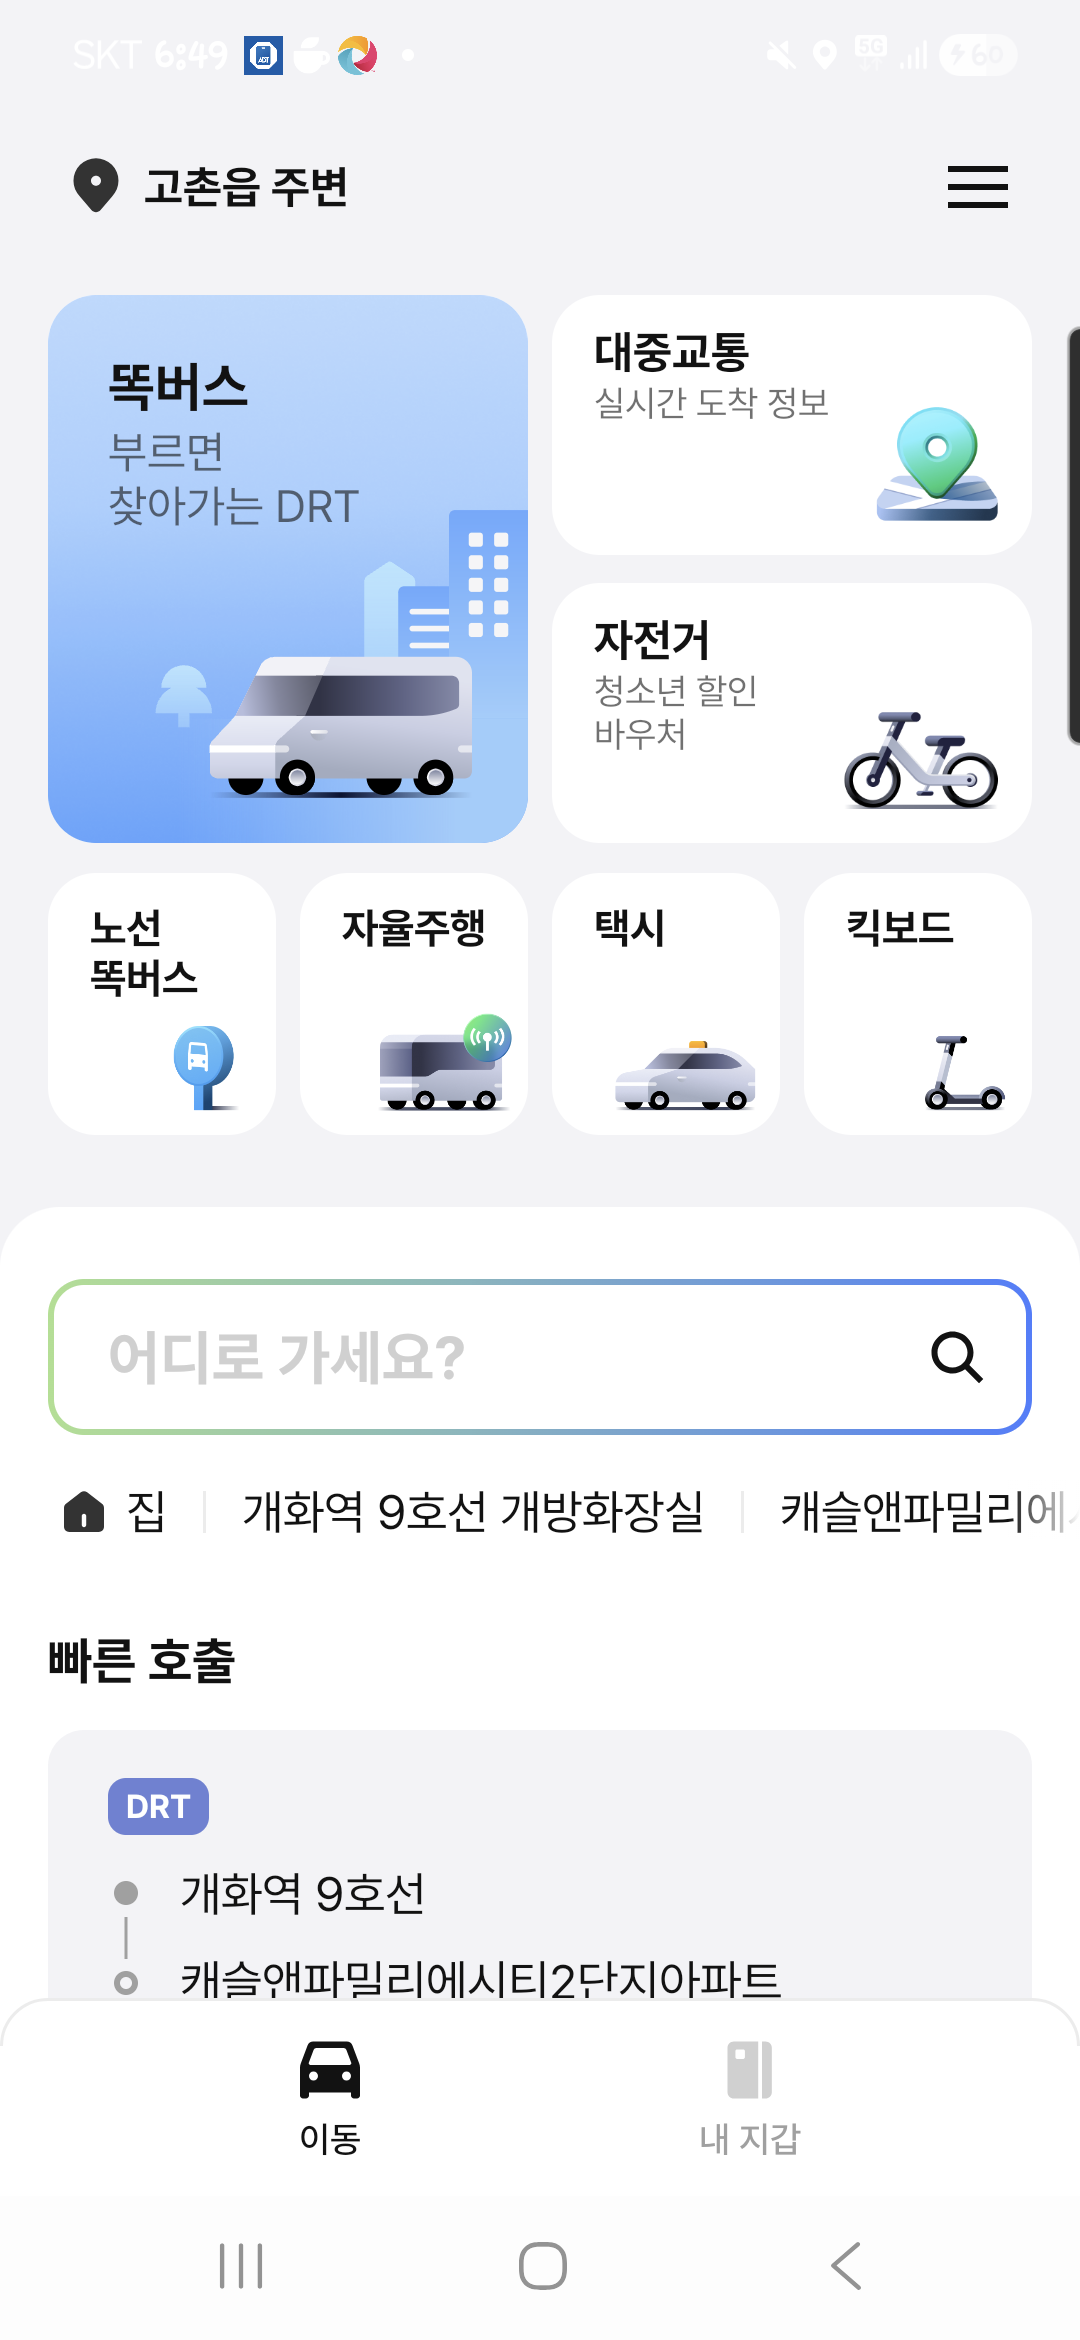 SKT 6:49
5G
60
고촌읍 주변
똑버스
부르면
찾아가는 DRT
대중교통
실시간 도착 정보
자전거
청소년 할인
바우처
노선
똑버스
자율주행
택시
킥보드
어디로 가세요?
집
개화역 9호선 개방화장실
캐슬앤파밀리에
빠른 호출
DRT
개화역 9호선
캐슬앤파밀리에시티2단지아파트
이동
내 지갑